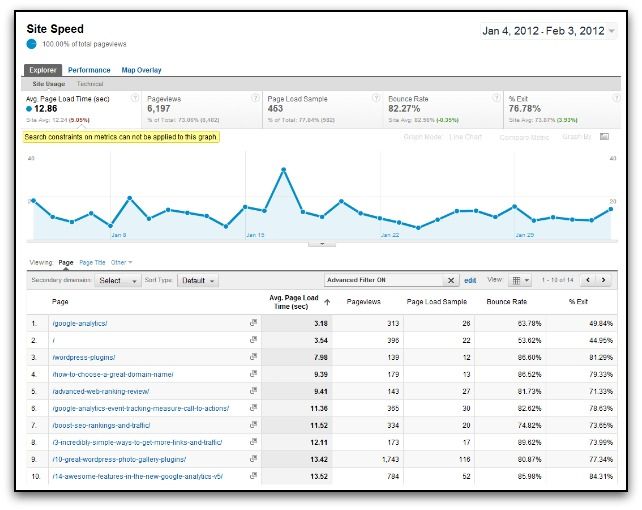 Site Speed
Jan 4, 2012 - Feb 3, 2012
100.00% of total pageviews
Explorer Performance Map Overlay
Site Usage Technical
Avg. Page Load Time (sec) Pageviews Page Load Sample Bounce Rate % Exit
12.86 6,197 463 82.27% 76.78%
Site Avg: 12.24 (5.05%) % of Total: 73.06% (8,482) % of Total: 77.84% (592) Site Avg: 82.56% (-0.35%) Site Avg: 73.87% (3.93%)
Search constraints on metrics can not be applied to this graph.
Graph Mode: Line Chart Compare Metric Graph By
40 40
20 20
Jan 8 Jan 15 Jan 22 Jan 29
Viewing: Page Page Title Other
Secondary dimension: Select Sort Type: Default Advanced Filter ON edit View 1 - 10 of 14
Page Avg. Page Load Time (sec) Pageviews Page Load Sample Bounce Rate % Exit
1. /google-analytics/ 3.18 313 26 63.78% 49.84%
2. / 3.54 396 22 53.62% 44.95%
3. /wordpress-plugins/ 7.98 139 12 86.60% 81.29%
4. /how-to-choose-a-great-domain-name/ 9.39 179 13 86.52% 79.33%
5. /advanced-web-ranking-review/ 9.41 143 27 81.73% 71.33%
6. /google-analytics-event-tracking-measure-call-to-actions/ 11.36 365 30 82.62% 78.63%
7. /boost-seo-rankings-and-traffic/ 11.52 334 20 74.82% 73.65%
8. /3-incredibly-simple-ways-to-get-more-links-and-traffic/ 12.11 173 17 89.62% 73.99%
9. /10-great-wordpress-photo-gallery-plugins/ 13.42 1,743 116 80.87% 77.34%
10. /14-awesome-features-in-the-new-google-analytics-v5/ 13.52 784 52 85.98% 84.31%